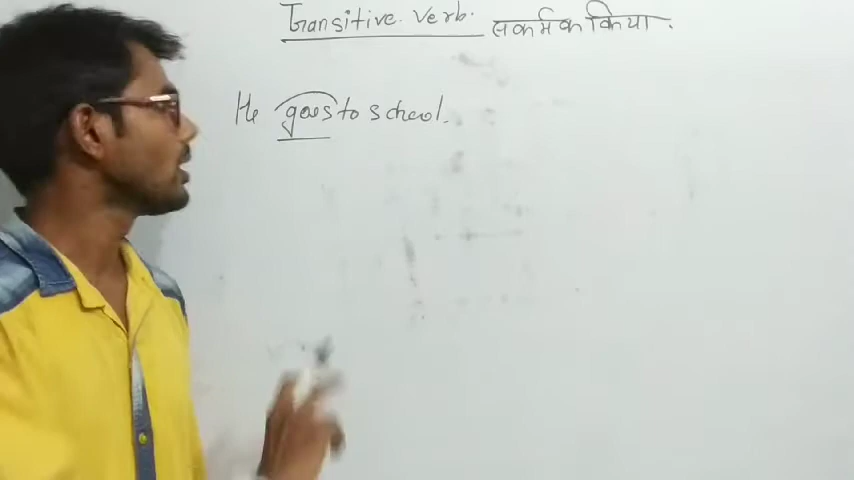 Transitive. Verb. सकर्मक क्रिया.
He goes to school.